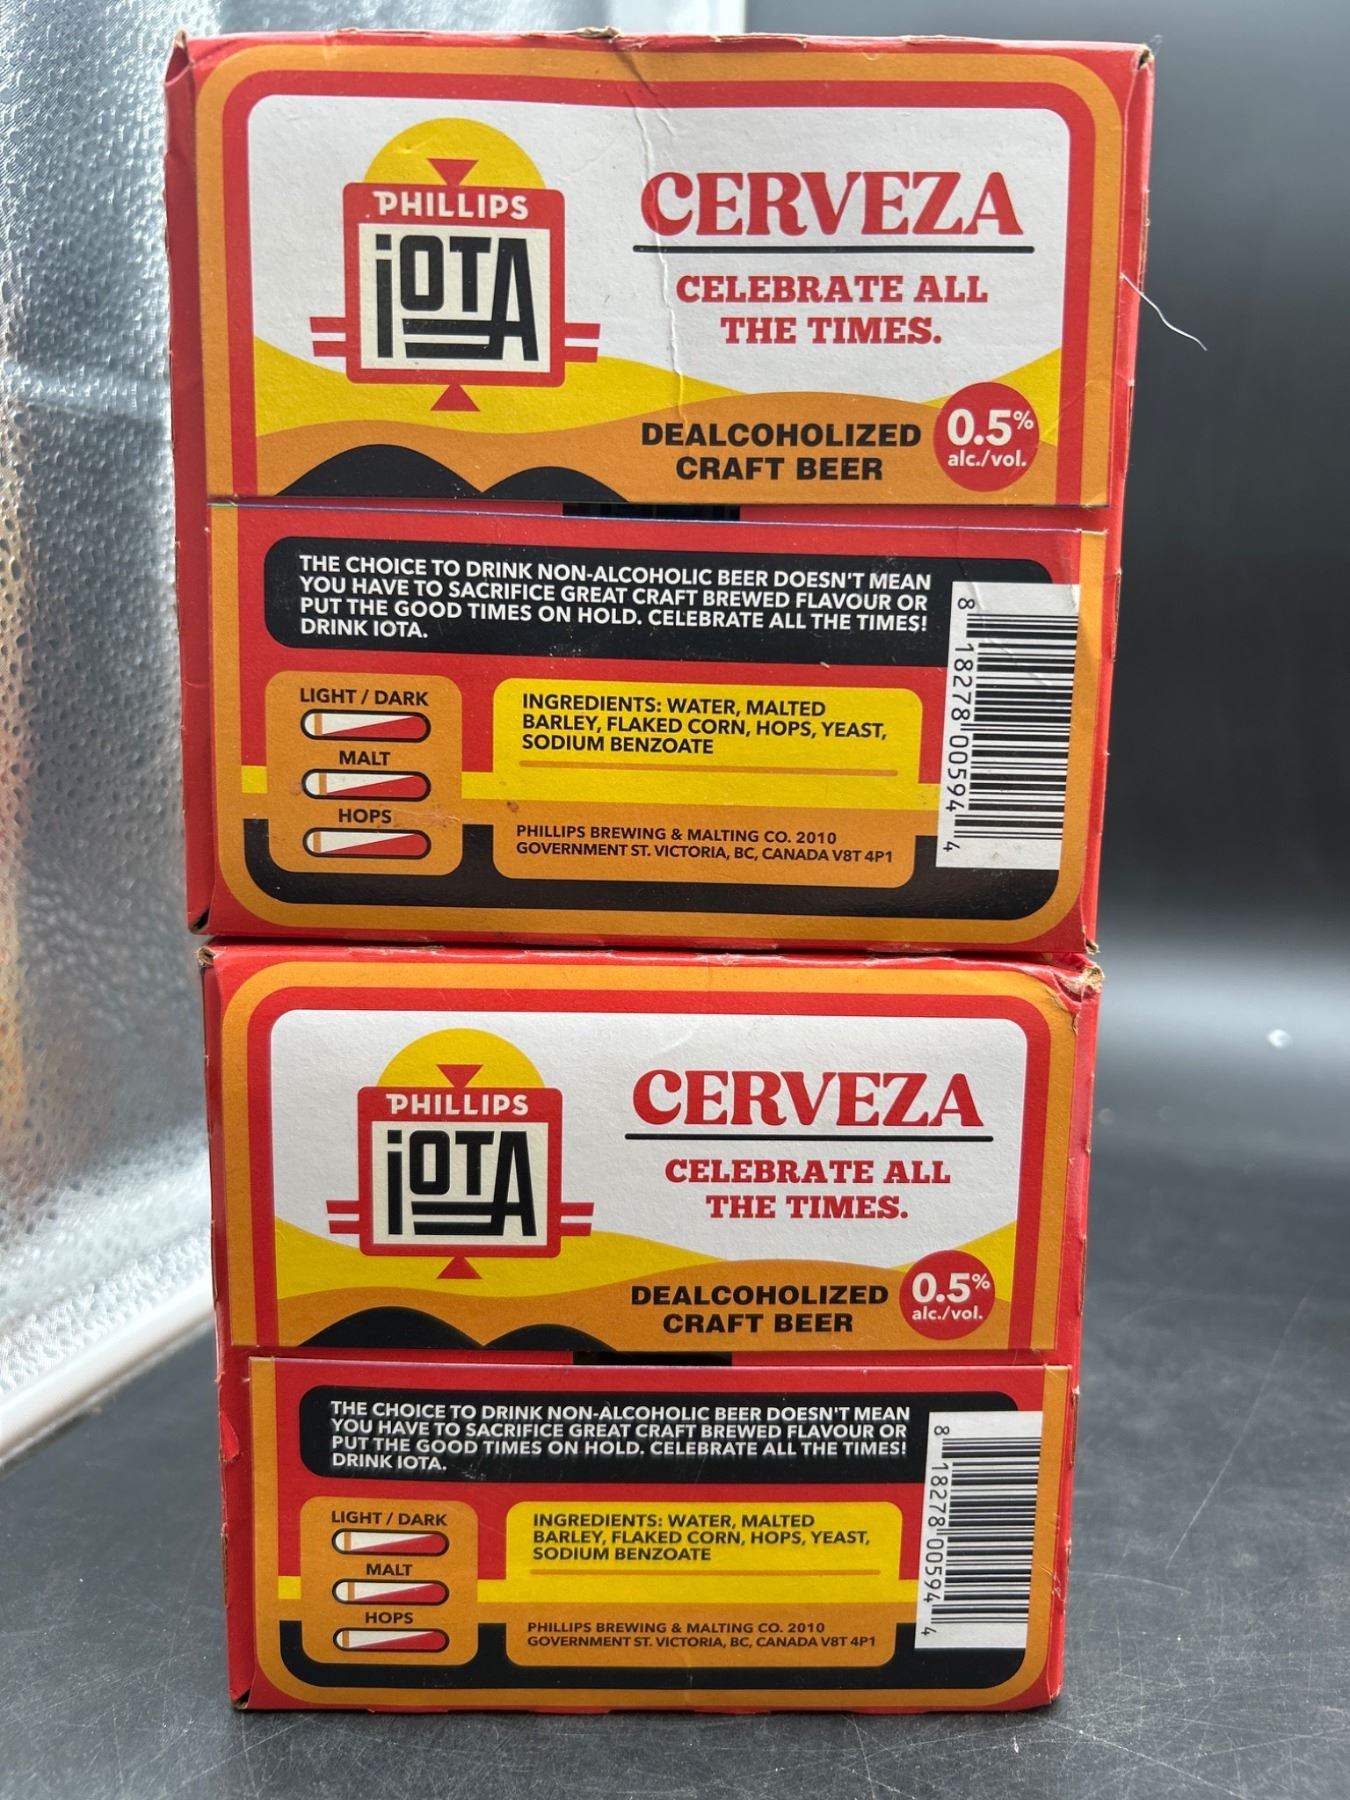 PHILLIPS
iOTA
CERVEZA
CELEBRATE ALL
THE TIMES.
DEALCOHOLIZED
CRAFT BEER
0.5%
alc./vol.
THE CHOICE TO DRINK NON-ALCOHOLIC BEER DOESN'T MEAN
YOU HAVE TO SACRIFICE GREAT CRAFT BREWED FLAVOUR OR
PUT THE GOOD TIMES ON HOLD. CELEBRATE ALL THE TIMES!
DRINK IOTA.
LIGHT / DARK
MALT
HOPS
INGREDIENTS: WATER, MALTED
BARLEY, FLAKED CORN, HOPS, YEAST,
SODIUM BENZOATE
PHILLIPS BREWING & MALTING CO. 2010
GOVERNMENT ST. VICTORIA, BC, CANADA V8T 4P1
8 18278 00594 4
PHILLIPS
iOTA
CERVEZA
CELEBRATE ALL
THE TIMES.
DEALCOHOLIZED
CRAFT BEER
0.5%
alc./vol.
THE CHOICE TO DRINK NON-ALCOHOLIC BEER DOESN'T MEAN
YOU HAVE TO SACRIFICE GREAT CRAFT BREWED FLAVOUR OR
PUT THE GOOD TIMES ON HOLD. CELEBRATE ALL THE TIMES!
DRINK IOTA.
LIGHT / DARK
MALT
HOPS
INGREDIENTS: WATER, MALTED
BARLEY, FLAKED CORN, HOPS, YEAST,
SODIUM BENZOATE
PHILLIPS BREWING & MALTING CO. 2010
GOVERNMENT ST. VICTORIA, BC, CANADA V8T 4P1
8 18278 00594 4